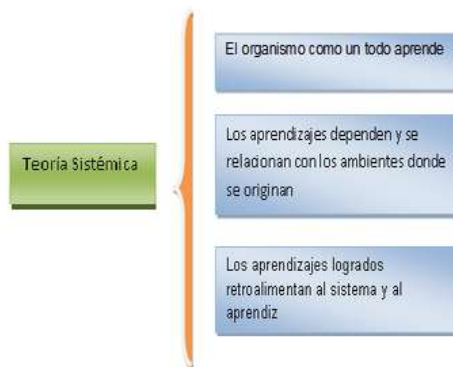 Teoría Sistémica
El organismo como un todo aprende
Los aprendizajes dependen y se
relacionan con los ambientes donde
se originan
Los aprendizajes logrados
retroalimentan al sistema y al
aprendiz